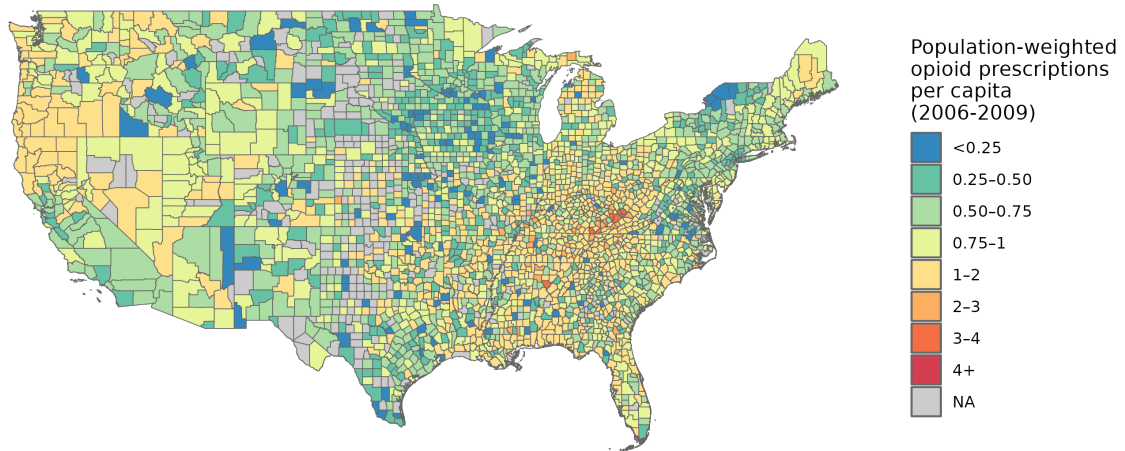 Population-weighted
opioid prescriptions
per capita
(2006-2009)
<0.25
0.25–0.50
0.50–0.75
0.75–1
1–2
2–3
3–4
4+
NA